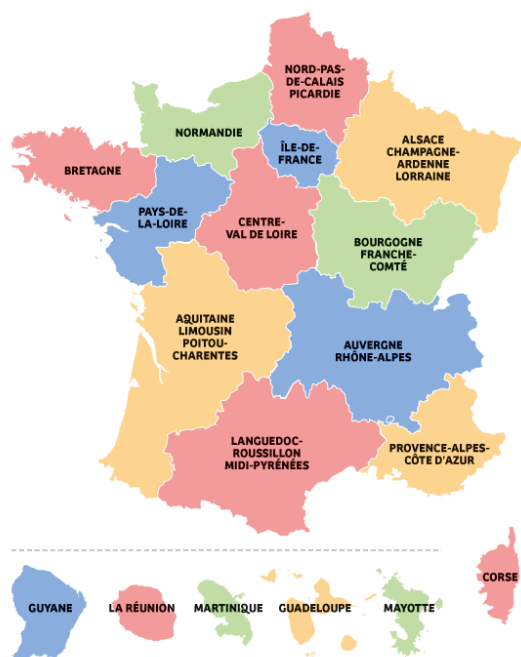 NORD-PAS-
DE-CALAIS
PICARDIE
NORMANDIE
ÎLE-DE-
FRANCE
ALSACE
CHAMPAGNE-
ARDENNE
LORRAINE
BRETAGNE
PAYS-DE-
LA-LOIRE
CENTRE-
VAL DE LOIRE
BOURGOGNE
FRANCHE-
COMTÉ
AQUITAINE
LIMOUSIN
POITOU-
CHARENTES
AUVERGNE
RHÔNE-ALPES
LANGUEDOC-
ROUSSILLON
MIDI-PYRÉNÉES
PROVENCE-ALPES-
CÔTE D'AZUR
CORSE
GUYANE
LA RÉUNION
MARTINIQUE
GUADELOUPE
MAYOTTE